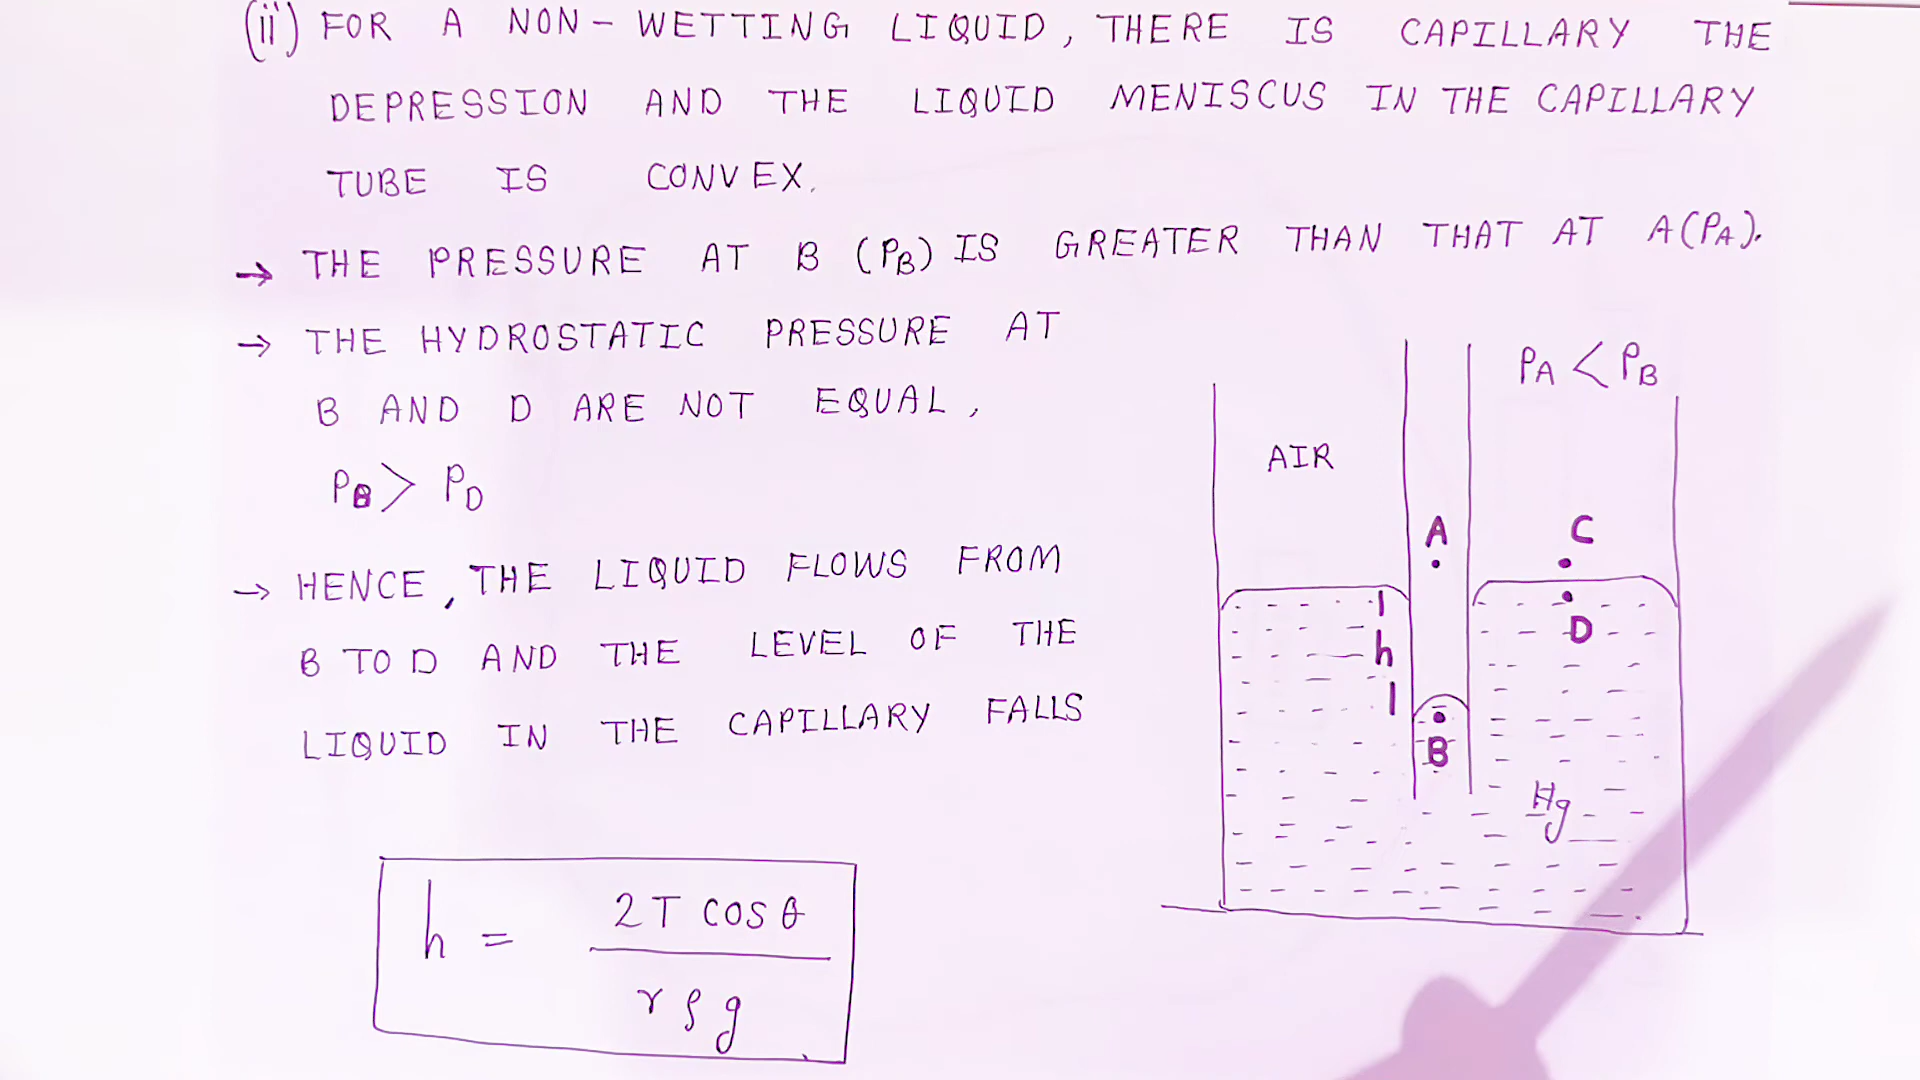 (ii) FOR A NON-WETTING LIQUID, THERE IS CAPILLARY THE
DEPRESSION AND THE LIQUID MENISCUS IN THE CAPILLARY
TUBE IS CONVEX.
→ THE PRESSURE AT B (PB) IS GREATER THAN THAT AT A (PA).
→ THE HYDROSTATIC PRESSURE AT
B AND D ARE NOT EQUAL,
PB > PD
→ HENCE, THE LIQUID FLOWS FROM
B TO D AND THE LEVEL OF THE
LIQUID IN THE CAPILLARY FALLS
h = 2T COS θ / r ρ g
PA < PB
AIR
A
C
D
h
B
Hg